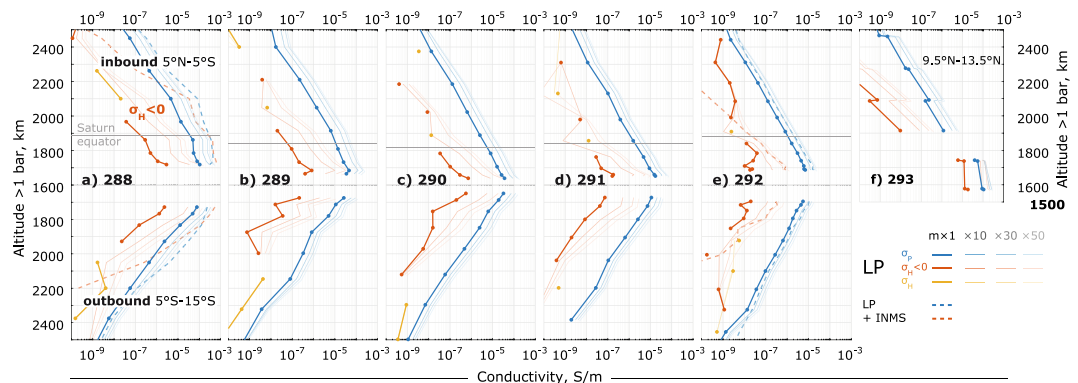 10⁻⁹ 10⁻⁷ 10⁻⁵ 10⁻³ 10⁻⁹ 10⁻⁷ 10⁻⁵ 10⁻³ 10⁻⁹ 10⁻⁷ 10⁻⁵ 10⁻³ 10⁻⁹ 10⁻⁷ 10⁻⁵ 10⁻³ 10⁻⁹ 10⁻⁷ 10⁻⁵ 10⁻³ 10⁻⁹ 10⁻⁷ 10⁻⁵ 10⁻³
Altitude >1 bar, km
2400
2200
2000
1800
1600
1800
2000
2200
2400
inbound 5°N-5°S
σH<0
Saturn
equator
a) 288
b) 289
c) 290
d) 291
e) 292
f) 293
outbound 5°S-15°S
9.5°N-13.5°N
2400
2200
2000
1800
1600
1500
Altitude >1 bar, km
m×1 ×10 ×30 ×50
LP
σP
σH<0
σH
LP
+ INMS
10⁻⁹ 10⁻⁷ 10⁻⁵ 10⁻³ 10⁻⁹ 10⁻⁷ 10⁻⁵ 10⁻³ 10⁻⁹ 10⁻⁷ 10⁻⁵ 10⁻³ 10⁻⁹ 10⁻⁷ 10⁻⁵ 10⁻³ 10⁻⁹ 10⁻⁷ 10⁻⁵ 10⁻³
Conductivity, S/m